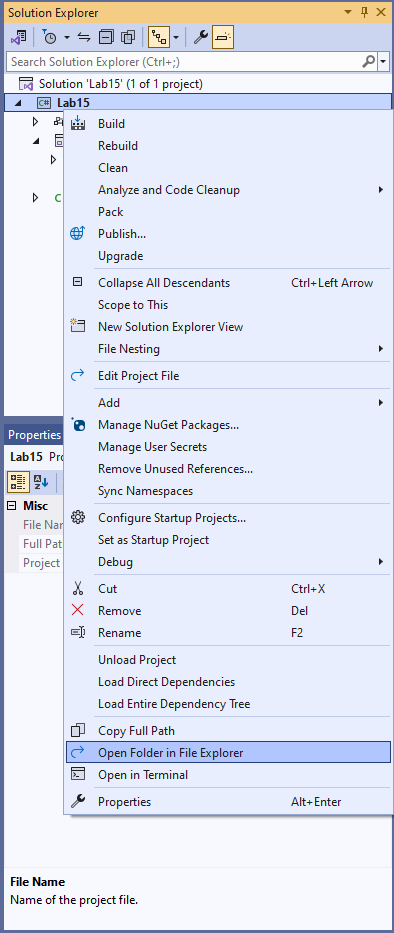 Solution Explorer
Search Solution Explorer (Ctrl+;)
Solution 'Lab15' (1 of 1 project)
C# Lab15
C
Build
Rebuild
Clean
Analyze and Code Cleanup
Pack
Publish...
Upgrade
Collapse All Descendants Ctrl+Left Arrow
Scope to This
New Solution Explorer View
File Nesting
Edit Project File
Add
Manage NuGet Packages...
Manage User Secrets
Remove Unused References...
Sync Namespaces
Configure Startup Projects...
Set as Startup Project
Debug
Cut Ctrl+X
Remove Del
Rename F2
Unload Project
Load Direct Dependencies
Load Entire Dependency Tree
Copy Full Path
Open Folder in File Explorer
Open in Terminal
Properties Alt+Enter
Properties
Lab15 Pro
Misc
File Nam
Full Pat
Project
File Name
Name of the project file.